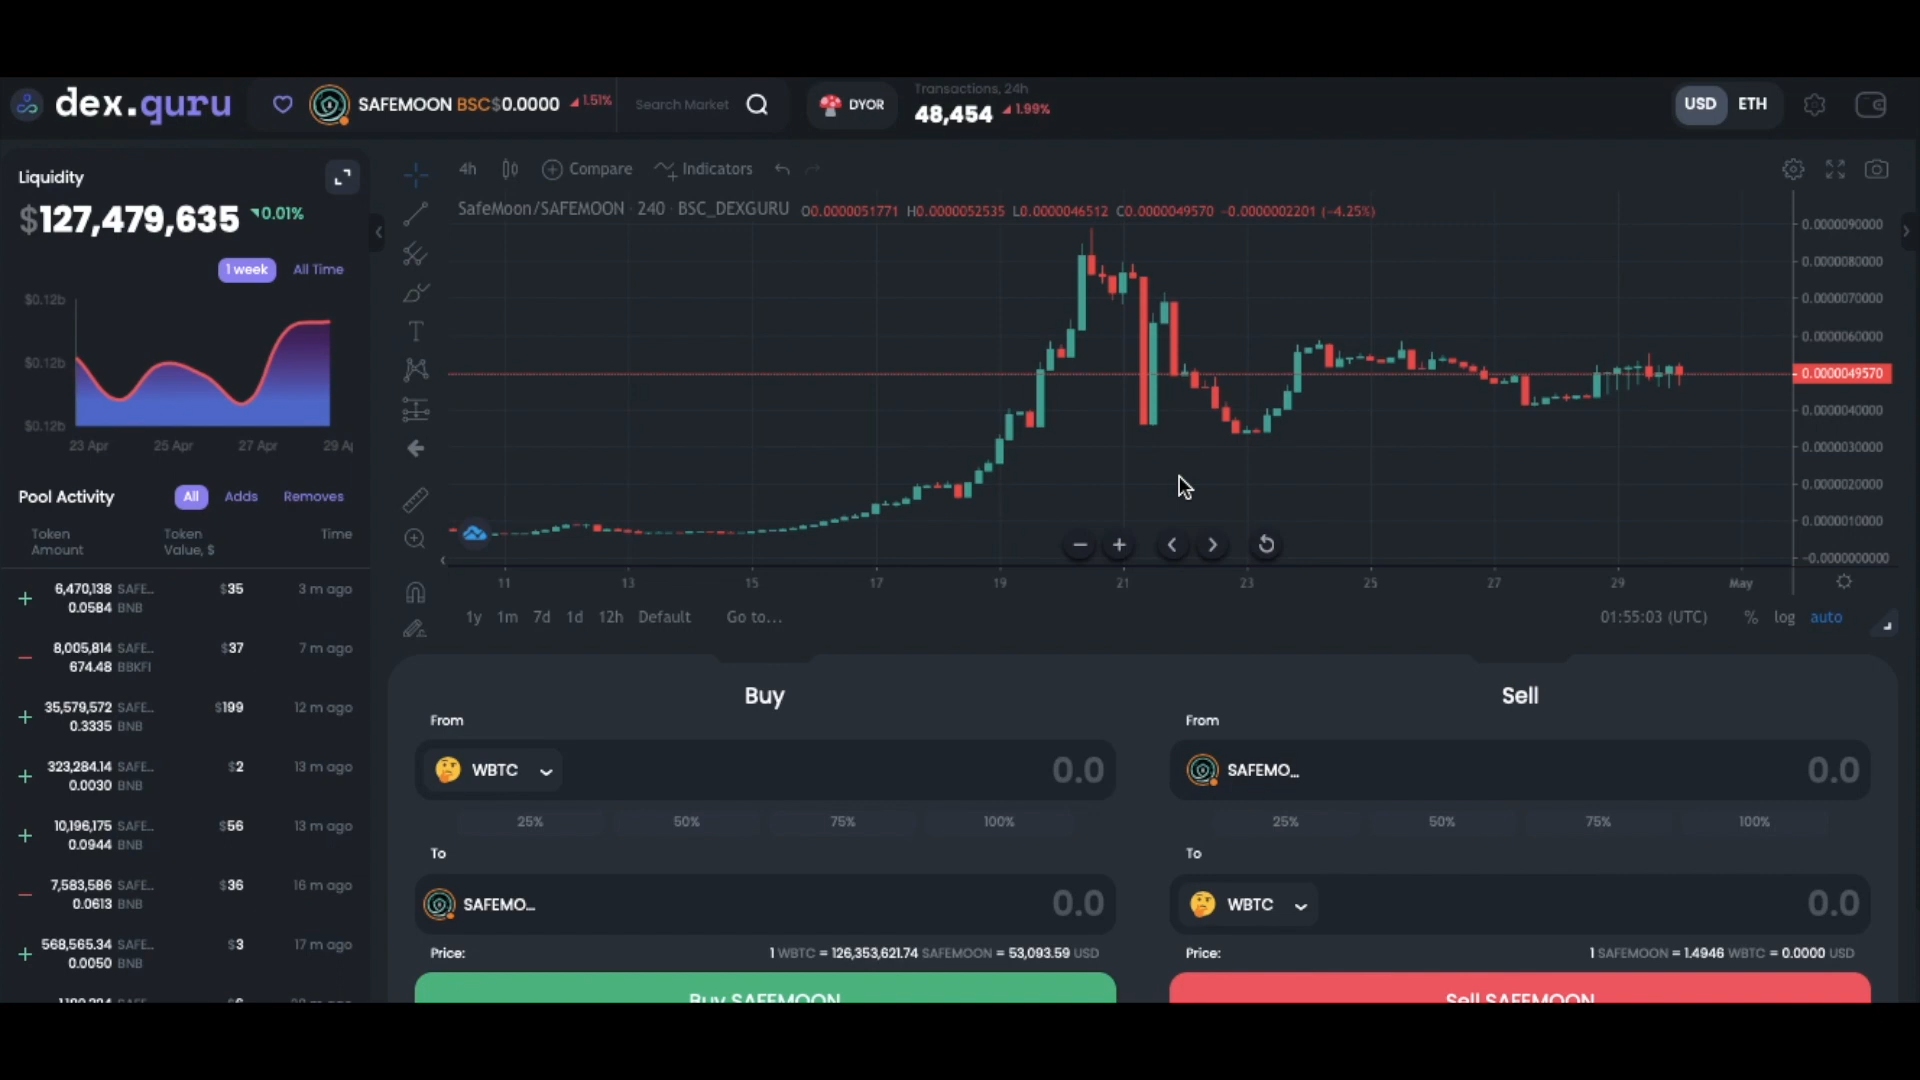 dex.guru
SAFEMOON BSC $0.0000 1.51%
Search Market
DYOR
Transactions, 24h
48,454 1.99%
USD ETH
Liquidity
$127,479,635 0.01%
1 week All Time
$0.12b
$0.12b
$0.12b
23 Apr 25 Apr 27 Apr 29 A
Pool Activity All Adds Removes
Token Amount Token Value, $ Time
6,470,138 SAFE... $35 3 m ago
0.0584 BNB
8,005,814 SAFE... $37 7 m ago
674.48 BBKFI
35,579,572 SAFE... $199 12 m ago
0.3335 BNB
323,284.14 SAFE... $2 13 m ago
0.0030 BNB
10,196,175 SAFE... $56 13 m ago
0.0944 BNB
7,583,586 SAFE... $36 16 m ago
0.0613 BNB
568,565.34 SAFE... $3 17 m ago
0.0050 BNB
4h Compare Indicators
SafeMoon/SAFEMOON · 240 · BSC_DEXGURU O0.0000051771 H0.0000052535 L0.0000046512 C0.0000049570 −0.0000002201 (−4.25%)
0.0000090000
0.0000080000
0.0000070000
0.0000060000
0.0000049570
0.0000040000
0.0000030000
0.0000020000
0.0000010000
-0.0000000000
11 13 15 17 19 21 23 25 27 29 May
1y 1m 7d 1d 12h Default Go to... 01:55:03 (UTC) % log auto
Buy
From
WBTC 0.0
25% 50% 75% 100%
To
SAFEMO... 0.0
Price: 1 WBTC = 126,353,621.74 SAFEMOON = 53,093.59 USD
Buy SAFEMOON
Sell
From
SAFEMO... 0.0
25% 50% 75% 100%
To
WBTC 0.0
Price: 1 SAFEMOON = 1.4946 WBTC = 0.0000 USD
Sell SAFEMOON